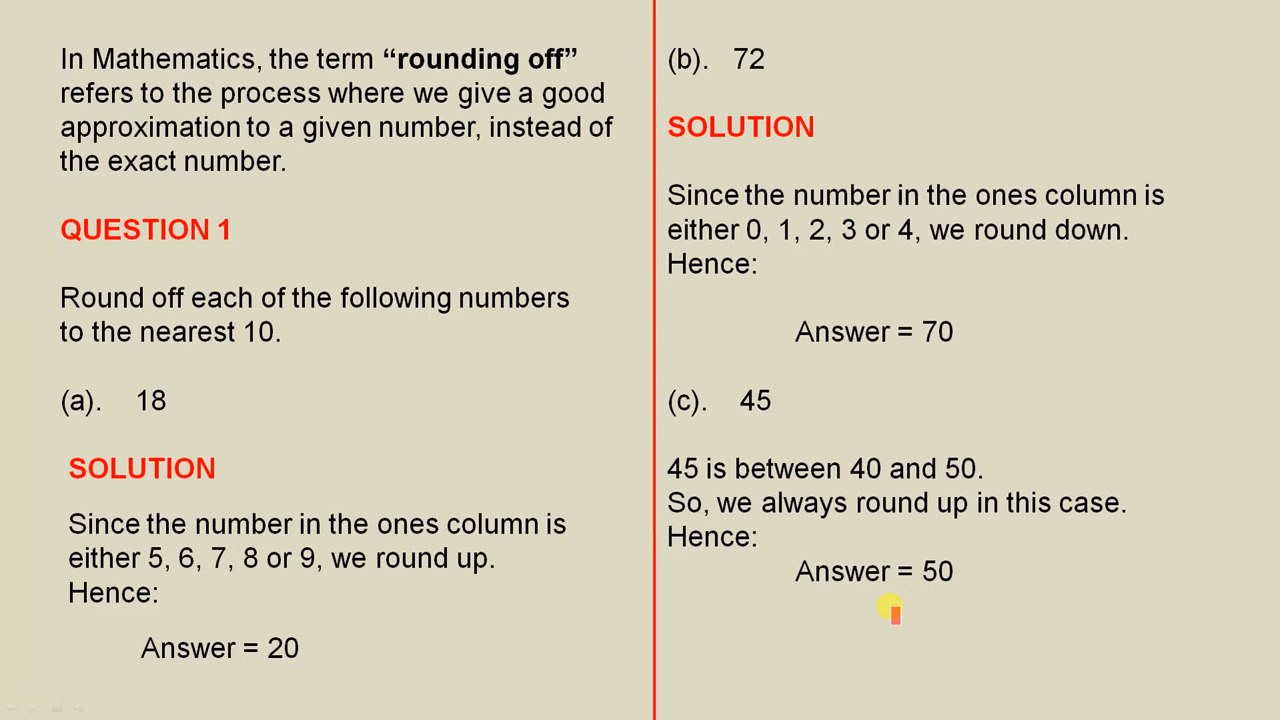 In Mathematics, the term “rounding off”
refers to the process where we give a good
approximation to a given number, instead of
the exact number.
QUESTION 1
Round off each of the following numbers
to the nearest 10.
(a). 18
SOLUTION
Since the number in the ones column is
either 5, 6, 7, 8 or 9, we round up.
Hence:
Answer = 20
(b). 72
SOLUTION
Since the number in the ones column is
either 0, 1, 2, 3 or 4, we round down.
Hence:
Answer = 70
(c). 45
45 is between 40 and 50.
So, we always round up in this case.
Hence:
Answer = 50